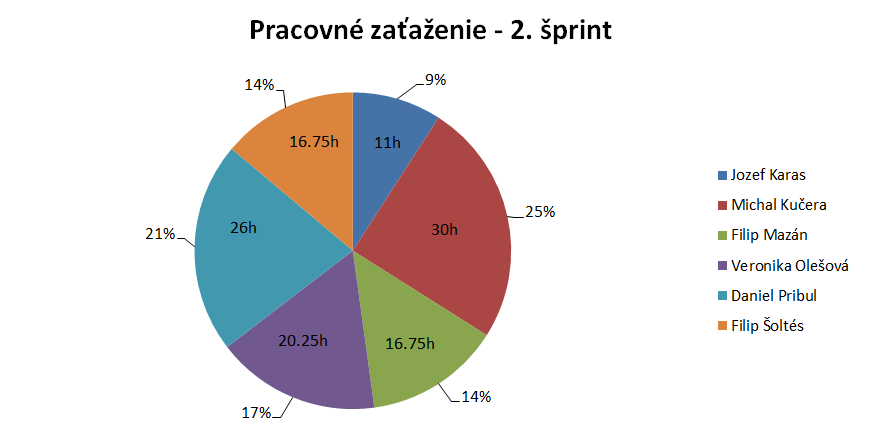 Pracovné zaťaženie - 2. šprint
14%
9%
16.75h
11h
25%
21%
26h
30h
20.25h
16.75h
17%
14%
Jozef Karas
Michal Kučera
Filip Mazán
Veronika Olešová
Daniel Pribul
Filip Šoltés